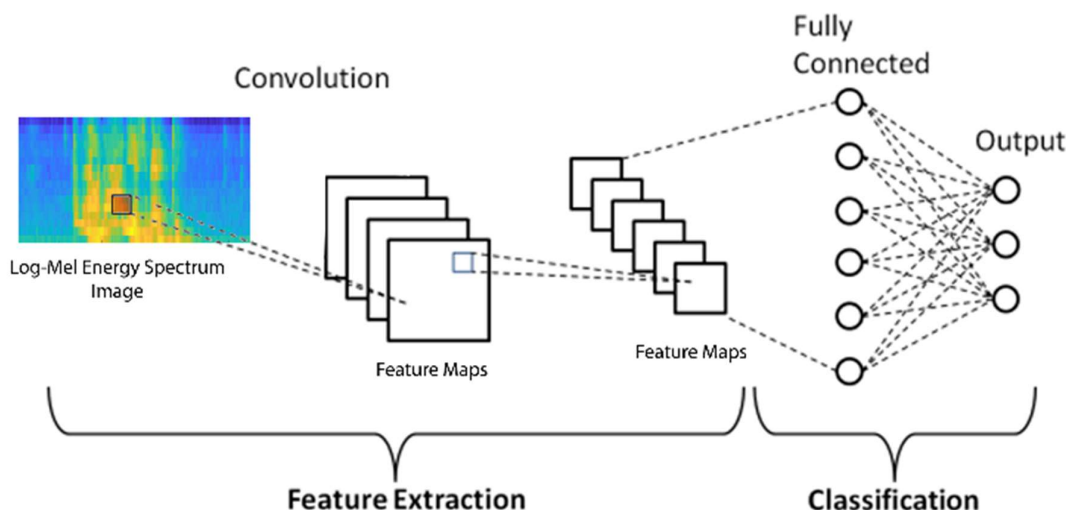 Fully
Connected
Convolution
Output
Log-Mel Energy Spectrum
Image
Feature Maps
Feature Maps
Feature Extraction
Classification